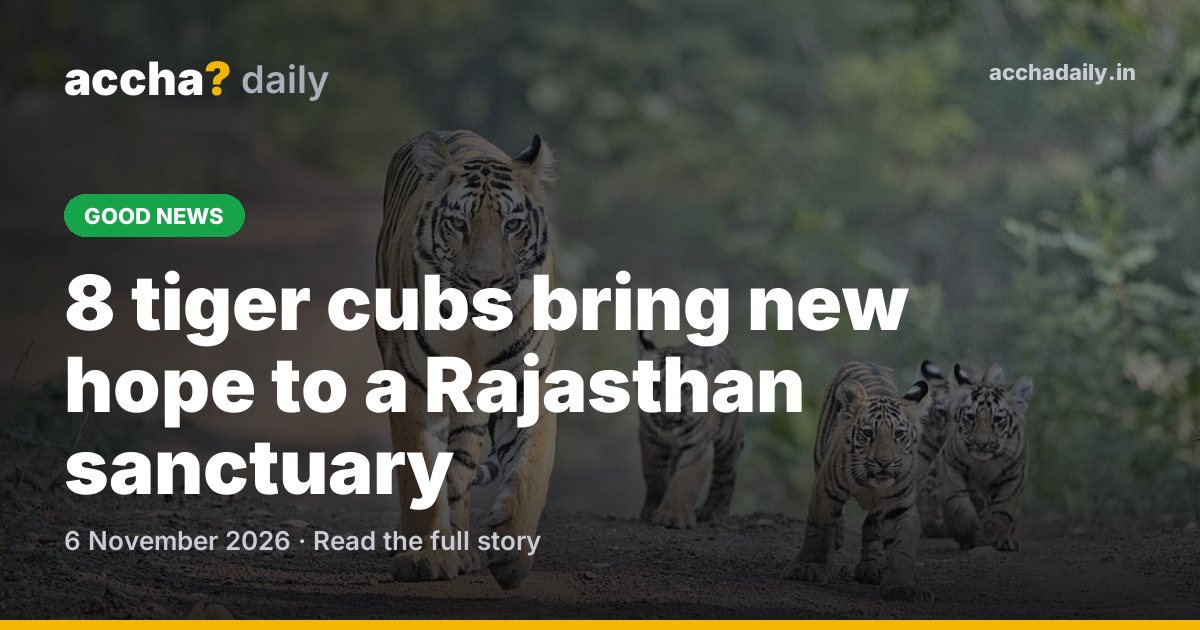 accha? daily
acchadaily.in
GOOD NEWS
8 tiger cubs bring new
hope to a Rajasthan
sanctuary
6 November 2026 · Read the full story